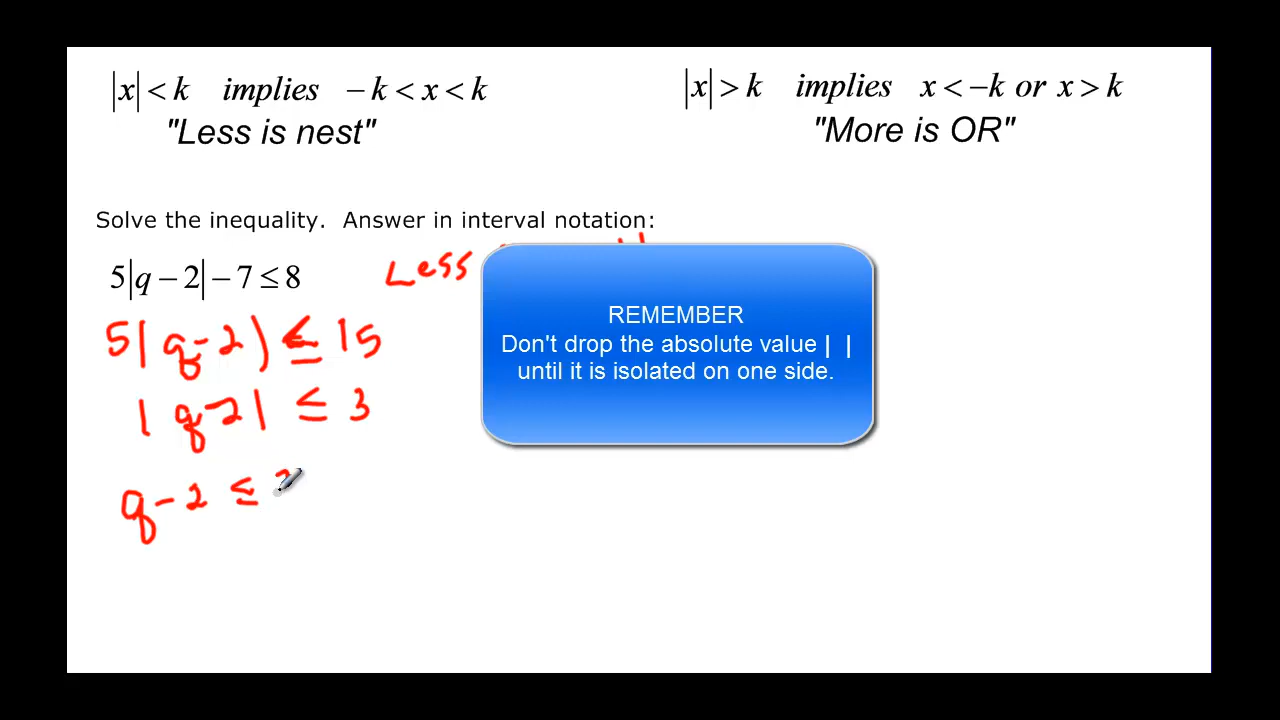 |x| < k implies −k < x < k
|x| > k implies x < −k or x > k
"Less is nest"
"More is OR"
Solve the inequality. Answer in interval notation:
5|q − 2| − 7 ≤ 8
Less
5|q-2| ≤ 15
|q-2| ≤ 3
q-2 ≤
REMEMBER
Don't drop the absolute value | |
until it is isolated on one side.